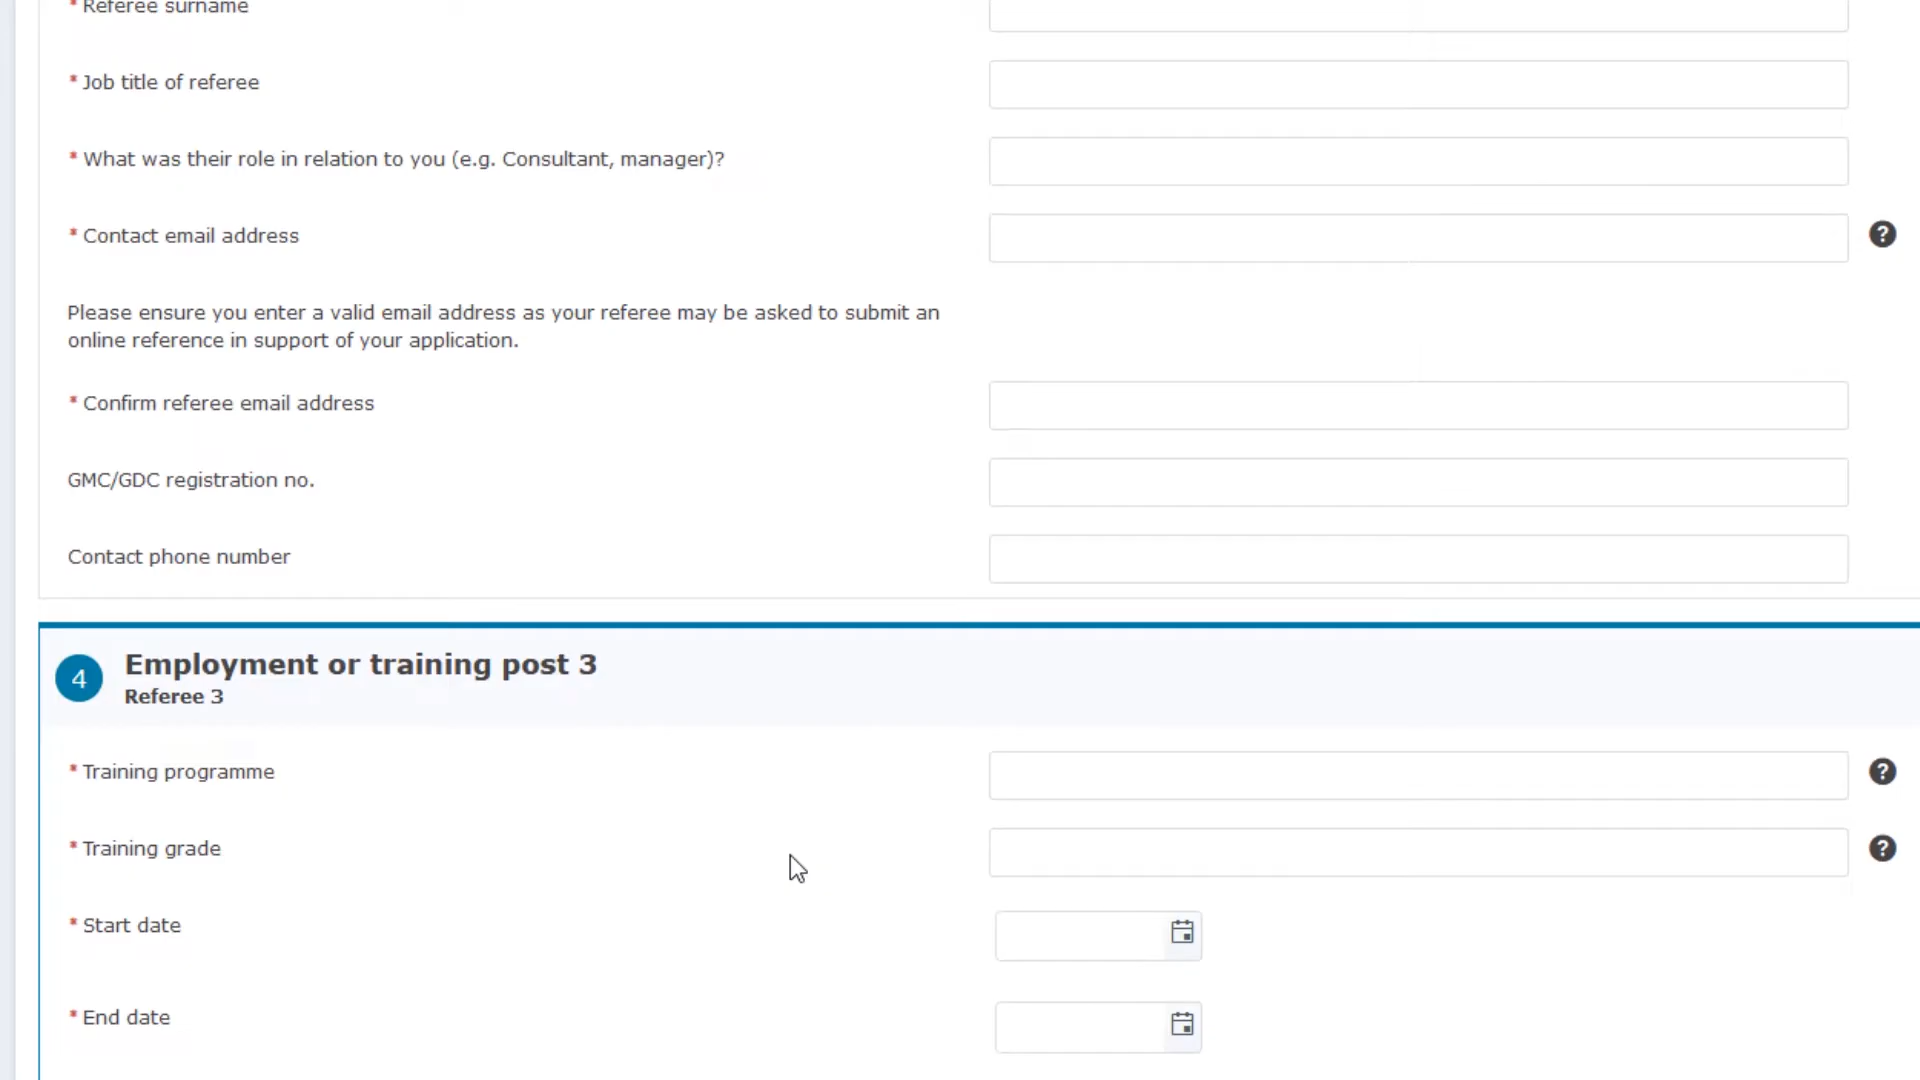 * Referee surname
* Job title of referee
* What was their role in relation to you (e.g. Consultant, manager)?
* Contact email address
?
Please ensure you enter a valid email address as your referee may be asked to submit an
online reference in support of your application.
* Confirm referee email address
GMC/GDC registration no.
Contact phone number
4
Employment or training post 3
Referee 3
* Training programme
?
* Training grade
?
* Start date
* End date